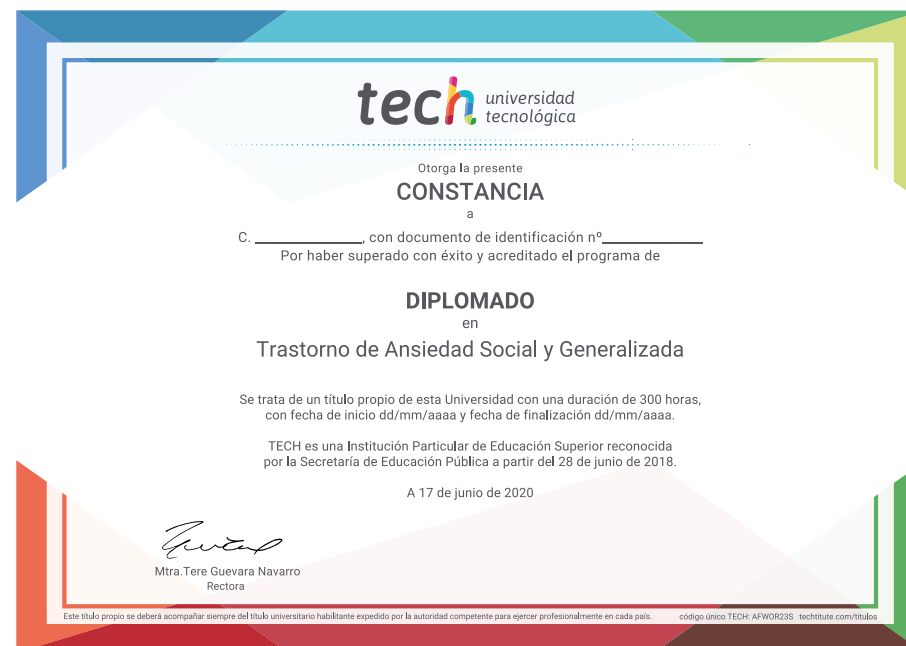 tech universidad
tecnológica
Otorga la presente
CONSTANCIA
a
C. ______________, con documento de identificación nº_____________
Por haber superado con éxito y acreditado el programa de
DIPLOMADO
en
Trastorno de Ansiedad Social y Generalizada
Se trata de un título propio de esta Universidad con una duración de 300 horas,
con fecha de inicio dd/mm/aaaa y fecha de finalización dd/mm/aaaa.
TECH es una Institución Particular de Educación Superior reconocida
por la Secretaría de Educación Pública a partir del 28 de junio de 2018.
A 17 de junio de 2020
Mtra.Tere Guevara Navarro
Rectora
Este título propio se deberá acompañar siempre del título universitario habilitante expedido por la autoridad competente para ejercer profesionalmente en cada país. código único TECH: AFWOR23S techtitute.com/titulos